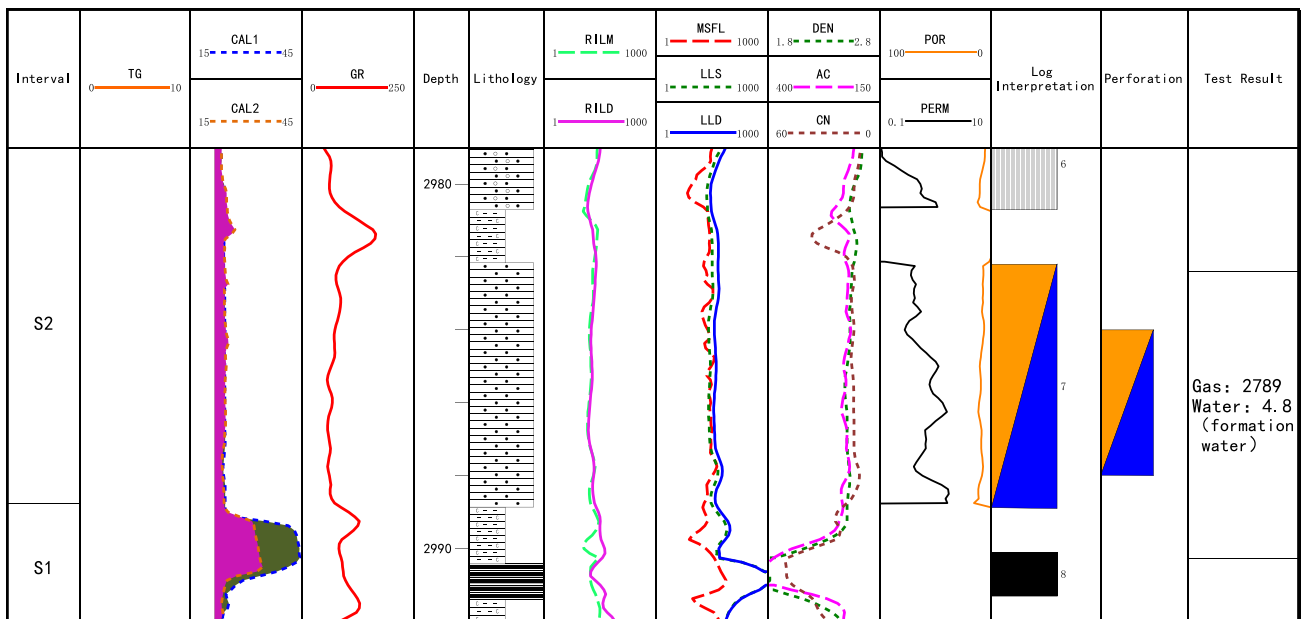 Interval
TG
0 10
CAL1
15 45
CAL2
15 45
GR
0 250
Depth
Lithology
RILM
1 1000
RILD
1 1000
MSFL
1 1000
LLS
1 1000
LLD
1 1000
DEN
1.8 2.8
AC
400 150
CN
60 0
POR
100 0
PERM
0.1 10
Log
Interpretation
Perforation
Test Result
S2
S1
2980
2990
6
7
8
Gas: 2789
Water: 4.8
(formation
water)